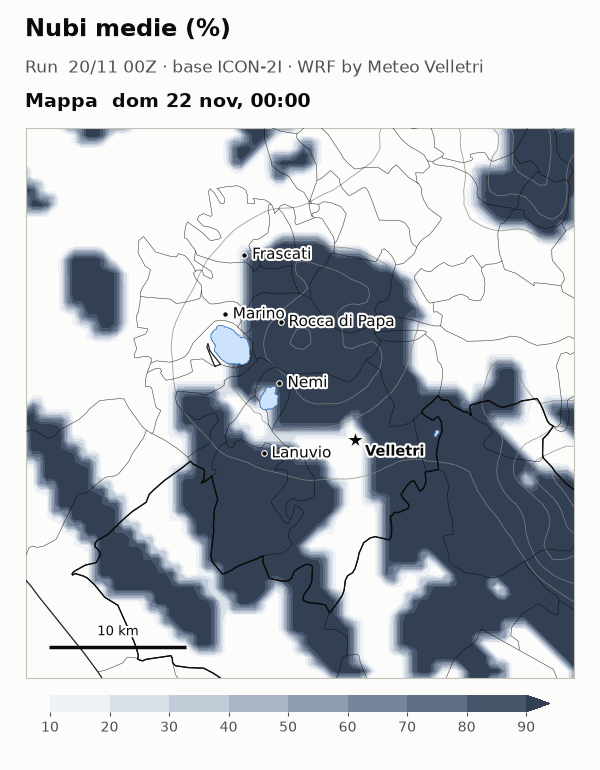 Nubi medie (%)
Run  20/11 00Z · base ICON-2I · WRF by Meteo Velletri
Mappa  dom 22 nov, 00:00
Frascati
Marino
Rocca di Papa
Nemi
Velletri
Lanuvio
10 km
10 20 30 40 50 60 70 80 90